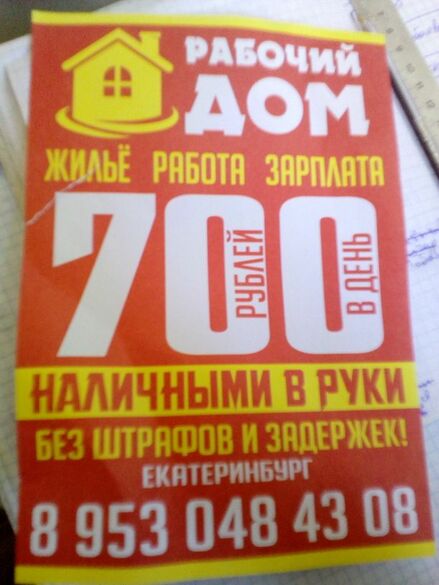 РАБОЧИЙ
ДОМ
ЖИЛЬЁ РАБОТА ЗАРПЛАТА
700
РУБЛЕЙ
В ДЕНЬ
НАЛИЧНЫМИ В РУКИ
БЕЗ ШТРАФОВ И ЗАДЕРЖЕК!
ЕКАТЕРИНБУРГ
8 953 048 43 08